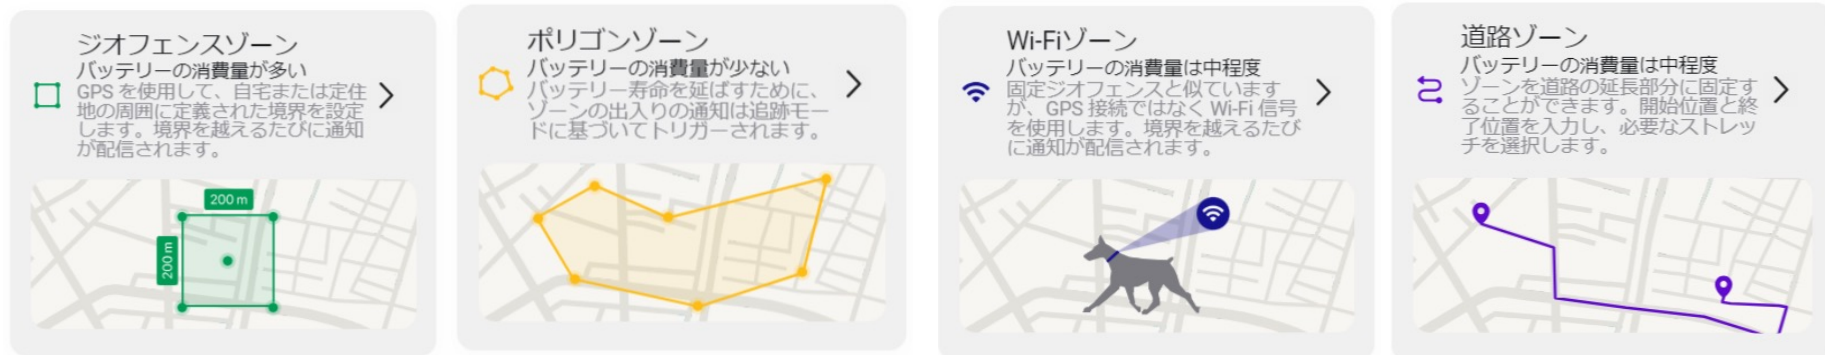 ジオフェンスゾーン
バッテリーの消費量が多い
GPS を使用して、自宅または定住
地の周囲に定義された境界を設定
します。境界を越えるたびに通知
が配信されます。
200 m
200 m
ポリゴンゾーン
バッテリーの消費量が少ない
バッテリー寿命を延ばすために、
ゾーンの出入りの通知は追跡モー
ドに基づいてトリガーされます。
Wi-Fiゾーン
バッテリーの消費量は中程度
固定ジオフェンスと似ています
が、GPS 接続ではなく Wi-Fi 信号
を使用します。境界を越えるたび
に通知が配信されます。
道路ゾーン
バッテリーの消費量は中程度
ゾーンを道路の延長部分に固定す
ることができます。開始位置と終
了位置を入力し、必要なストレッ
チを選択します。